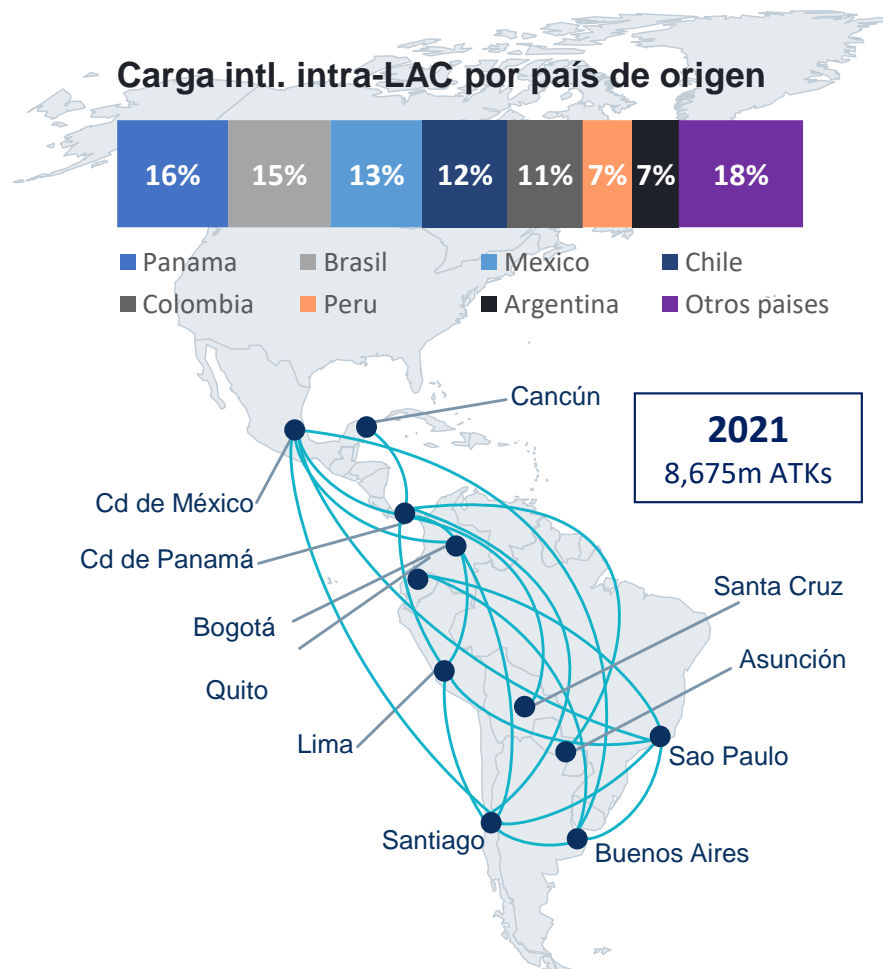 Carga intl. intra-LAC por país de origen
16% 15% 13% 12% 11% 7% 7% 18%
Panama Brasil Mexico Chile
Colombia Peru Argentina Otros paises
Cancún
2021
8,675m ATKs
Cd de México
Cd de Panamá
Santa Cruz
Bogotá
Asunción
Quito
Lima
Sao Paulo
Santiago
Buenos Aires